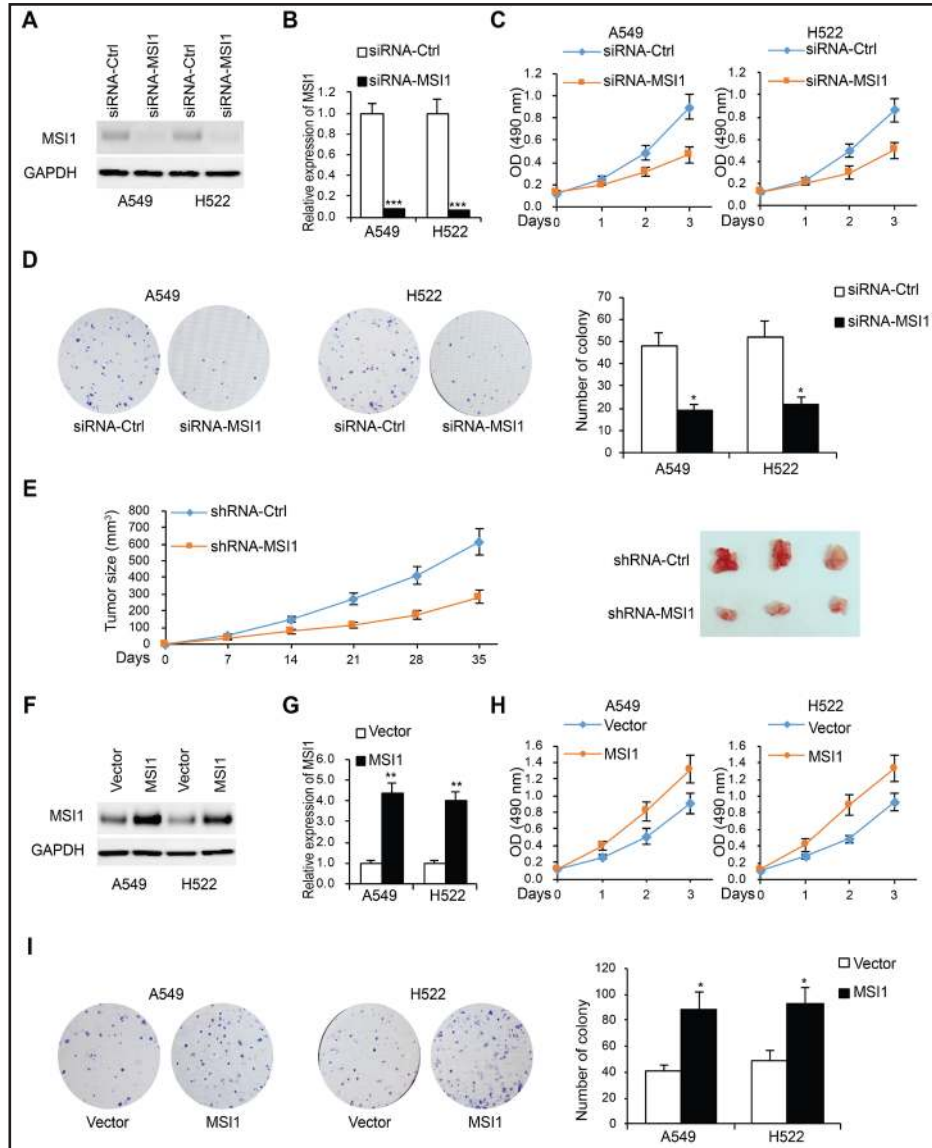 A
siRNA-Ctrl
siRNA-MSI1
siRNA-Ctrl
siRNA-MSI1
MSI1
GAPDH
A549 H522
B
siRNA-Ctrl
siRNA-MSI1
Relative expression of MSI1
1.2
1.0
0.8
0.6
0.4
0.2
0.0
*** ***
A549 H522
C
A549
siRNA-Ctrl
siRNA-MSI1
OD (490 nm)
1.2
1.0
0.8
0.6
0.4
0.2
0.0
Days 0 1 2 3
H522
siRNA-Ctrl
siRNA-MSI1
OD (490 nm)
1.2
1.0
0.8
0.6
0.4
0.2
0.0
Days 0 1 2 3
D
A549
siRNA-Ctrl siRNA-MSI1
H522
siRNA-Ctrl siRNA-MSI1
siRNA-Ctrl
siRNA-MSI1
Number of colony
70
60
50
40
30
20
10
0
* *
A549 H522
E
shRNA-Ctrl
shRNA-MSI1
Tumor size (mm³)
800
700
600
500
400
300
200
100
0
Days 0 7 14 21 28 35
shRNA-Ctrl
shRNA-MSI1
F
Vector
MSI1
Vector
MSI1
MSI1
GAPDH
A549 H522
G
Vector
MSI1
Relative expression of MSI1
6.0
5.0
4.0
3.0
2.0
1.0
0.0
** **
A549 H522
H
A549
Vector
MSI1
OD (490 nm)
1.6
1.4
1.2
1.0
0.8
0.6
0.4
0.2
0.0
Days 0 1 2 3
H522
Vector
MSI1
OD (490 nm)
1.6
1.4
1.2
1.0
0.8
0.6
0.4
0.2
0.0
Days 0 1 2 3
I
A549
Vector MSI1
H522
Vector MSI1
Vector
MSI1
Number of colony
120
100
80
60
40
20
0
* *
A549 H522